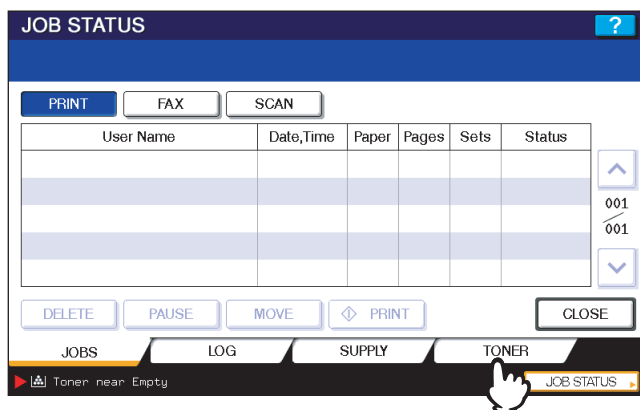 JOB STATUS ?
PRINT FAX SCAN
User Name Date,Time Paper Pages Sets Status
001
001
DELETE PAUSE MOVE PRINT CLOSE
JOBS LOG SUPPLY TONER
Toner near Empty JOB STATUS